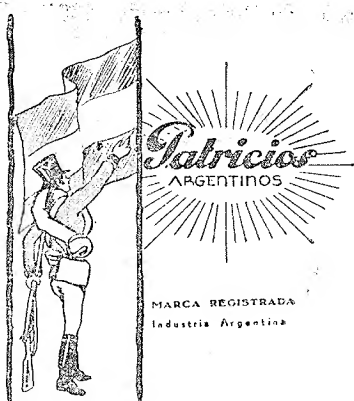 Patricios
ARGENTINOS
MARCA REGISTRADA
Industria Argentina